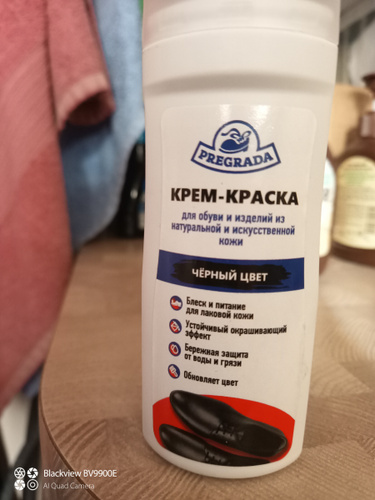 PREGRADA
КРЕМ-КРАСКА
для обуви и изделий из
натуральной и искусственной
кожи
ЧЁРНЫЙ ЦВЕТ
Блеск и питание
для лаковой кожи
Устойчивый окрашивающий
эффект
Бережная защита
от воды и грязи
Обновляет цвет
Blackview BV9900E
AI Quad Camera